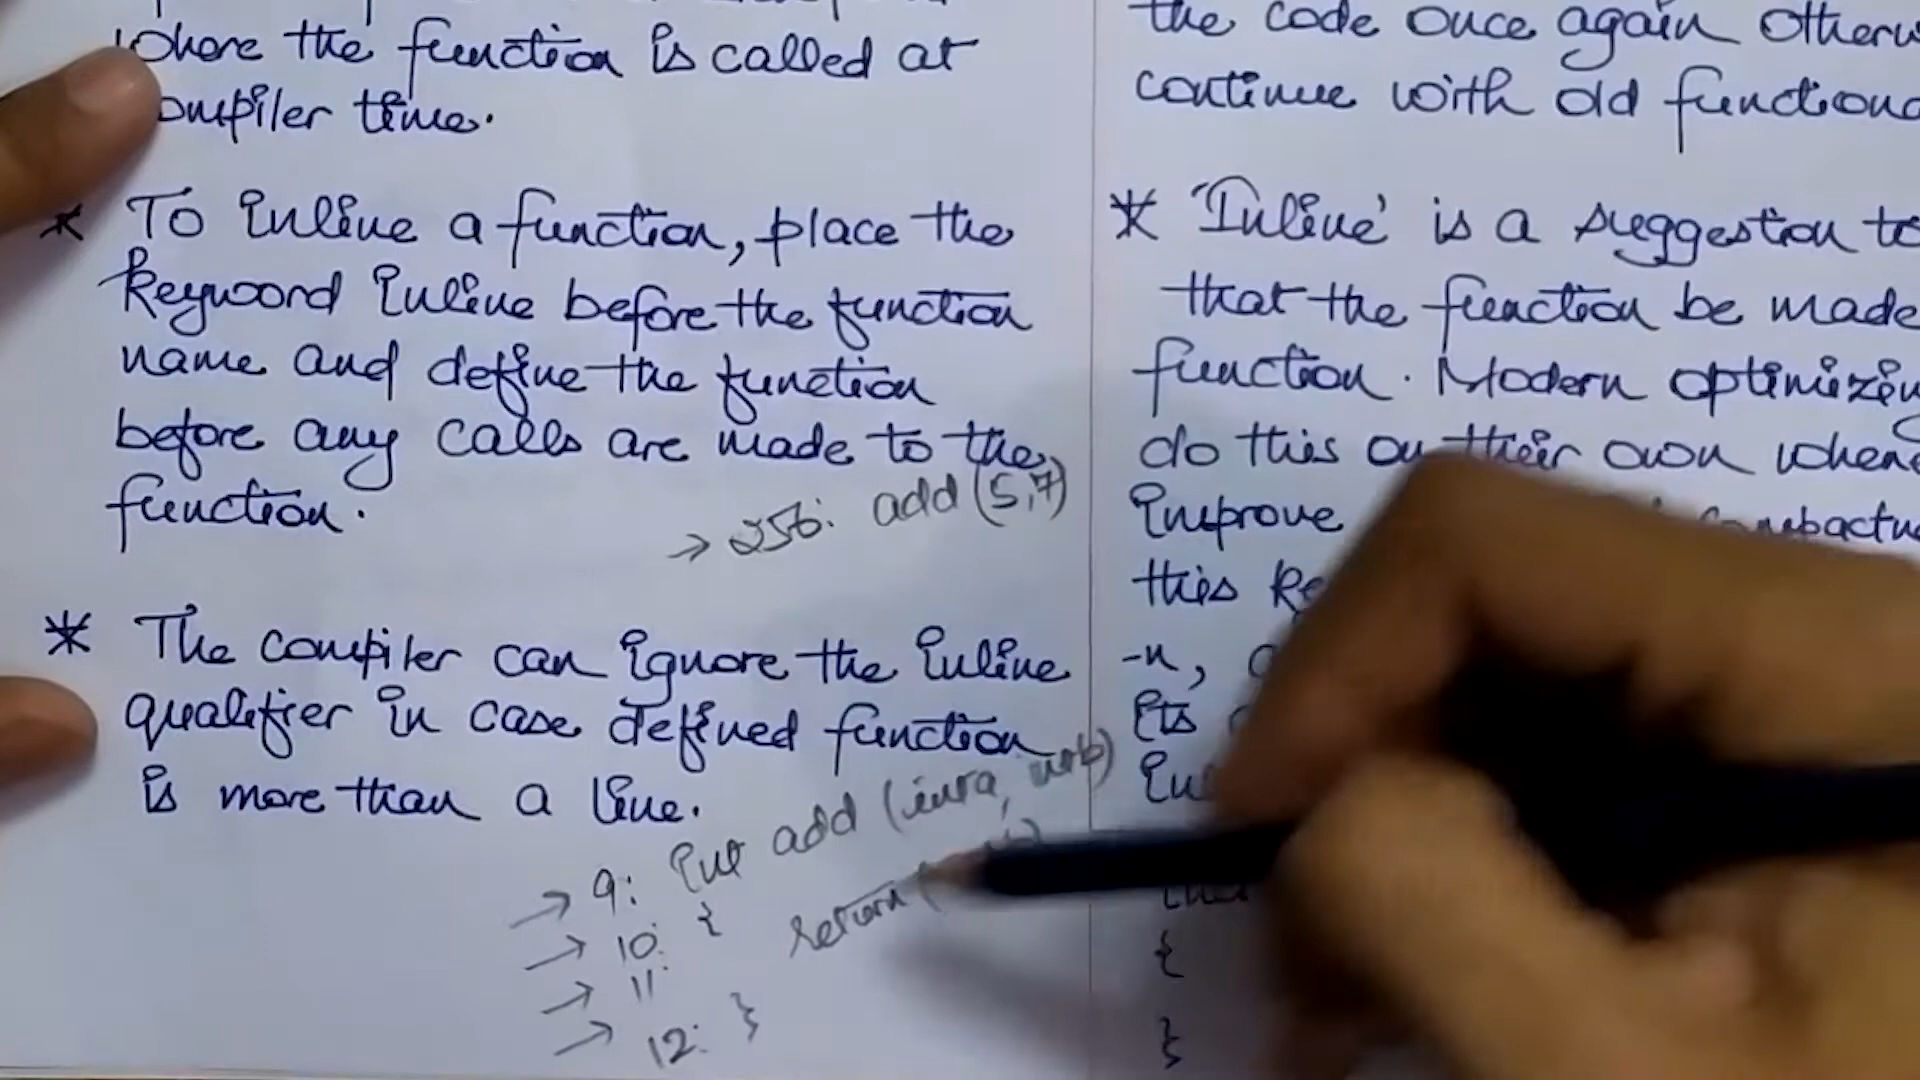 where the function is called at
compiler time.
* To inline a function, place the
keyword inline before the function
name and define the function
before any calls are made to the
function.
→ 256: add (5,7)
* The compiler can ignore the inline
qualifier in case defined function
is more than a line.
→ 9: int add (int a, int b)
→ 10: {
→ 11: return (
→ 12: }
the code once again otherw
continue with old functiona
* 'Inline' is a suggestion to
that the function be made
function. Modern optimizin
do this on their own when
improve
this
-n,
its
{
}